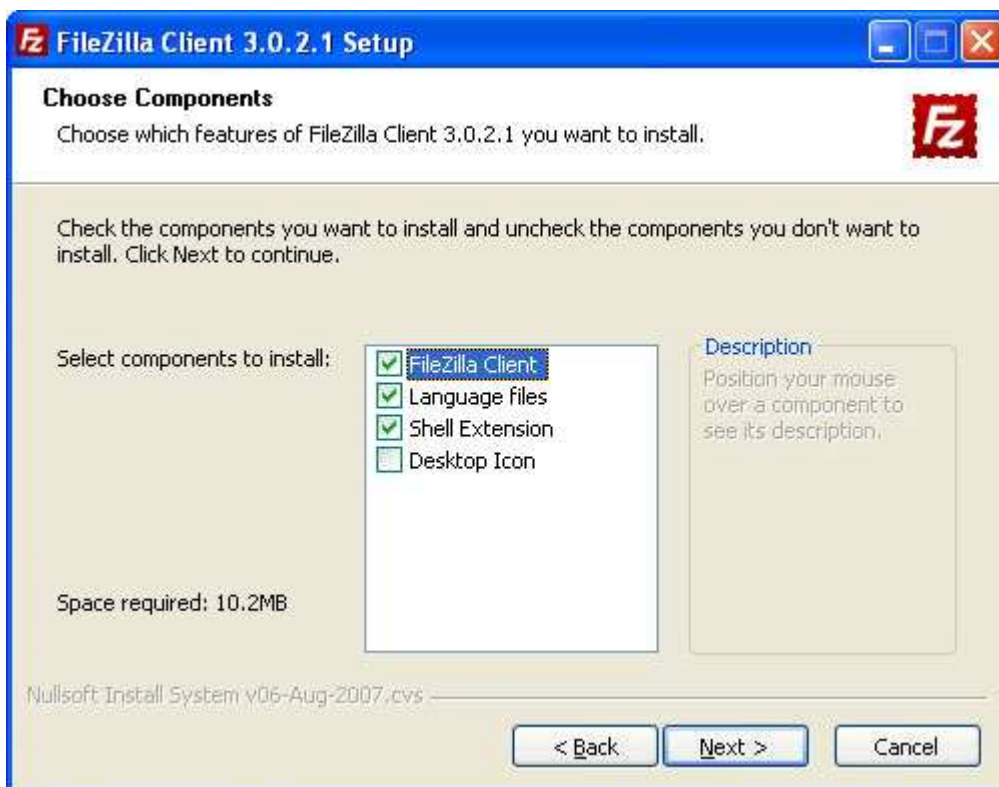 FileZilla Client 3.0.2.1 Setup
Choose Components
Choose which features of FileZilla Client 3.0.2.1 you want to install.
Fz
Check the components you want to install and uncheck the components you don't want to
install. Click Next to continue.
Select components to install:
FileZilla Client
Language files
Shell Extension
Desktop Icon
Description
Position your mouse
over a component to
see its description.
Space required: 10.2MB
Nullsoft Install System v06-Aug-2007.cvs
< Back
Next >
Cancel